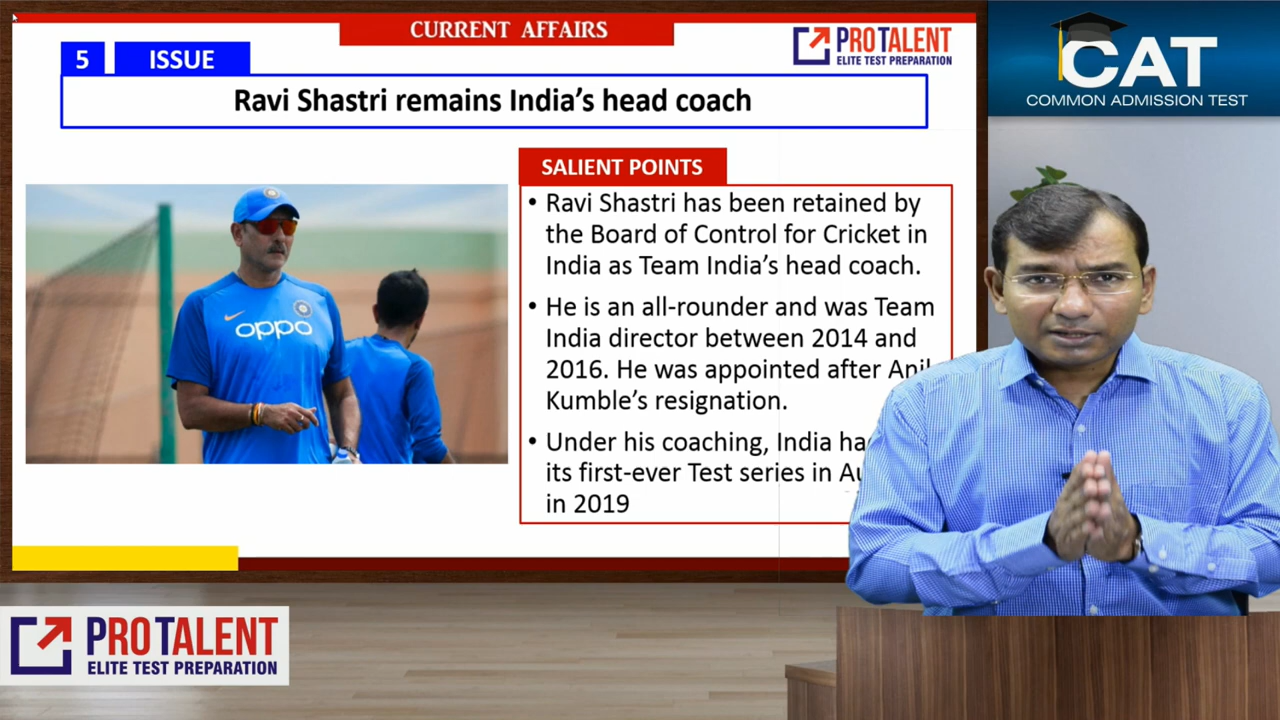 CURRENT AFFAIRS
PROTALENT
ELITE TEST PREPARATION
CAT
COMMON ADMISSION TEST
5 ISSUE
Ravi Shastri remains India's head coach
SALIENT POINTS
• Ravi Shastri has been retained by
the Board of Control for Cricket in
India as Team India's head coach.
• He is an all-rounder and was Team
India director between 2014 and
2016. He was appointed after Anil
Kumble's resignation.
• Under his coaching, India
its first-ever Test series in
in 2019
oppo
PROTALENT
ELITE TEST PREPARATION